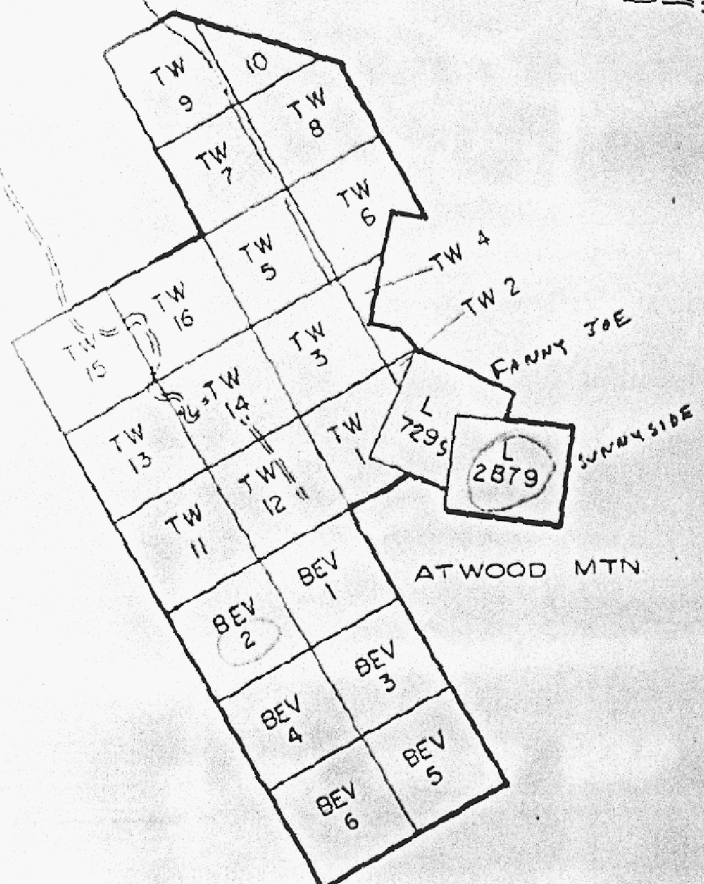 TW
9
10
TW
8
TW
7
TW
6
TW
5
TW 4
TW
16
TW 2
TW
15
TW
3
FANNY JOE
TW
14
L
7295
SUNNYSIDE
L
2879
TW
13
TW
1
TW
12
TW
11
ATWOOD MTN
BEV
1
BEV
2
BEV
3
BEV
4
BEV
5
BEV
6